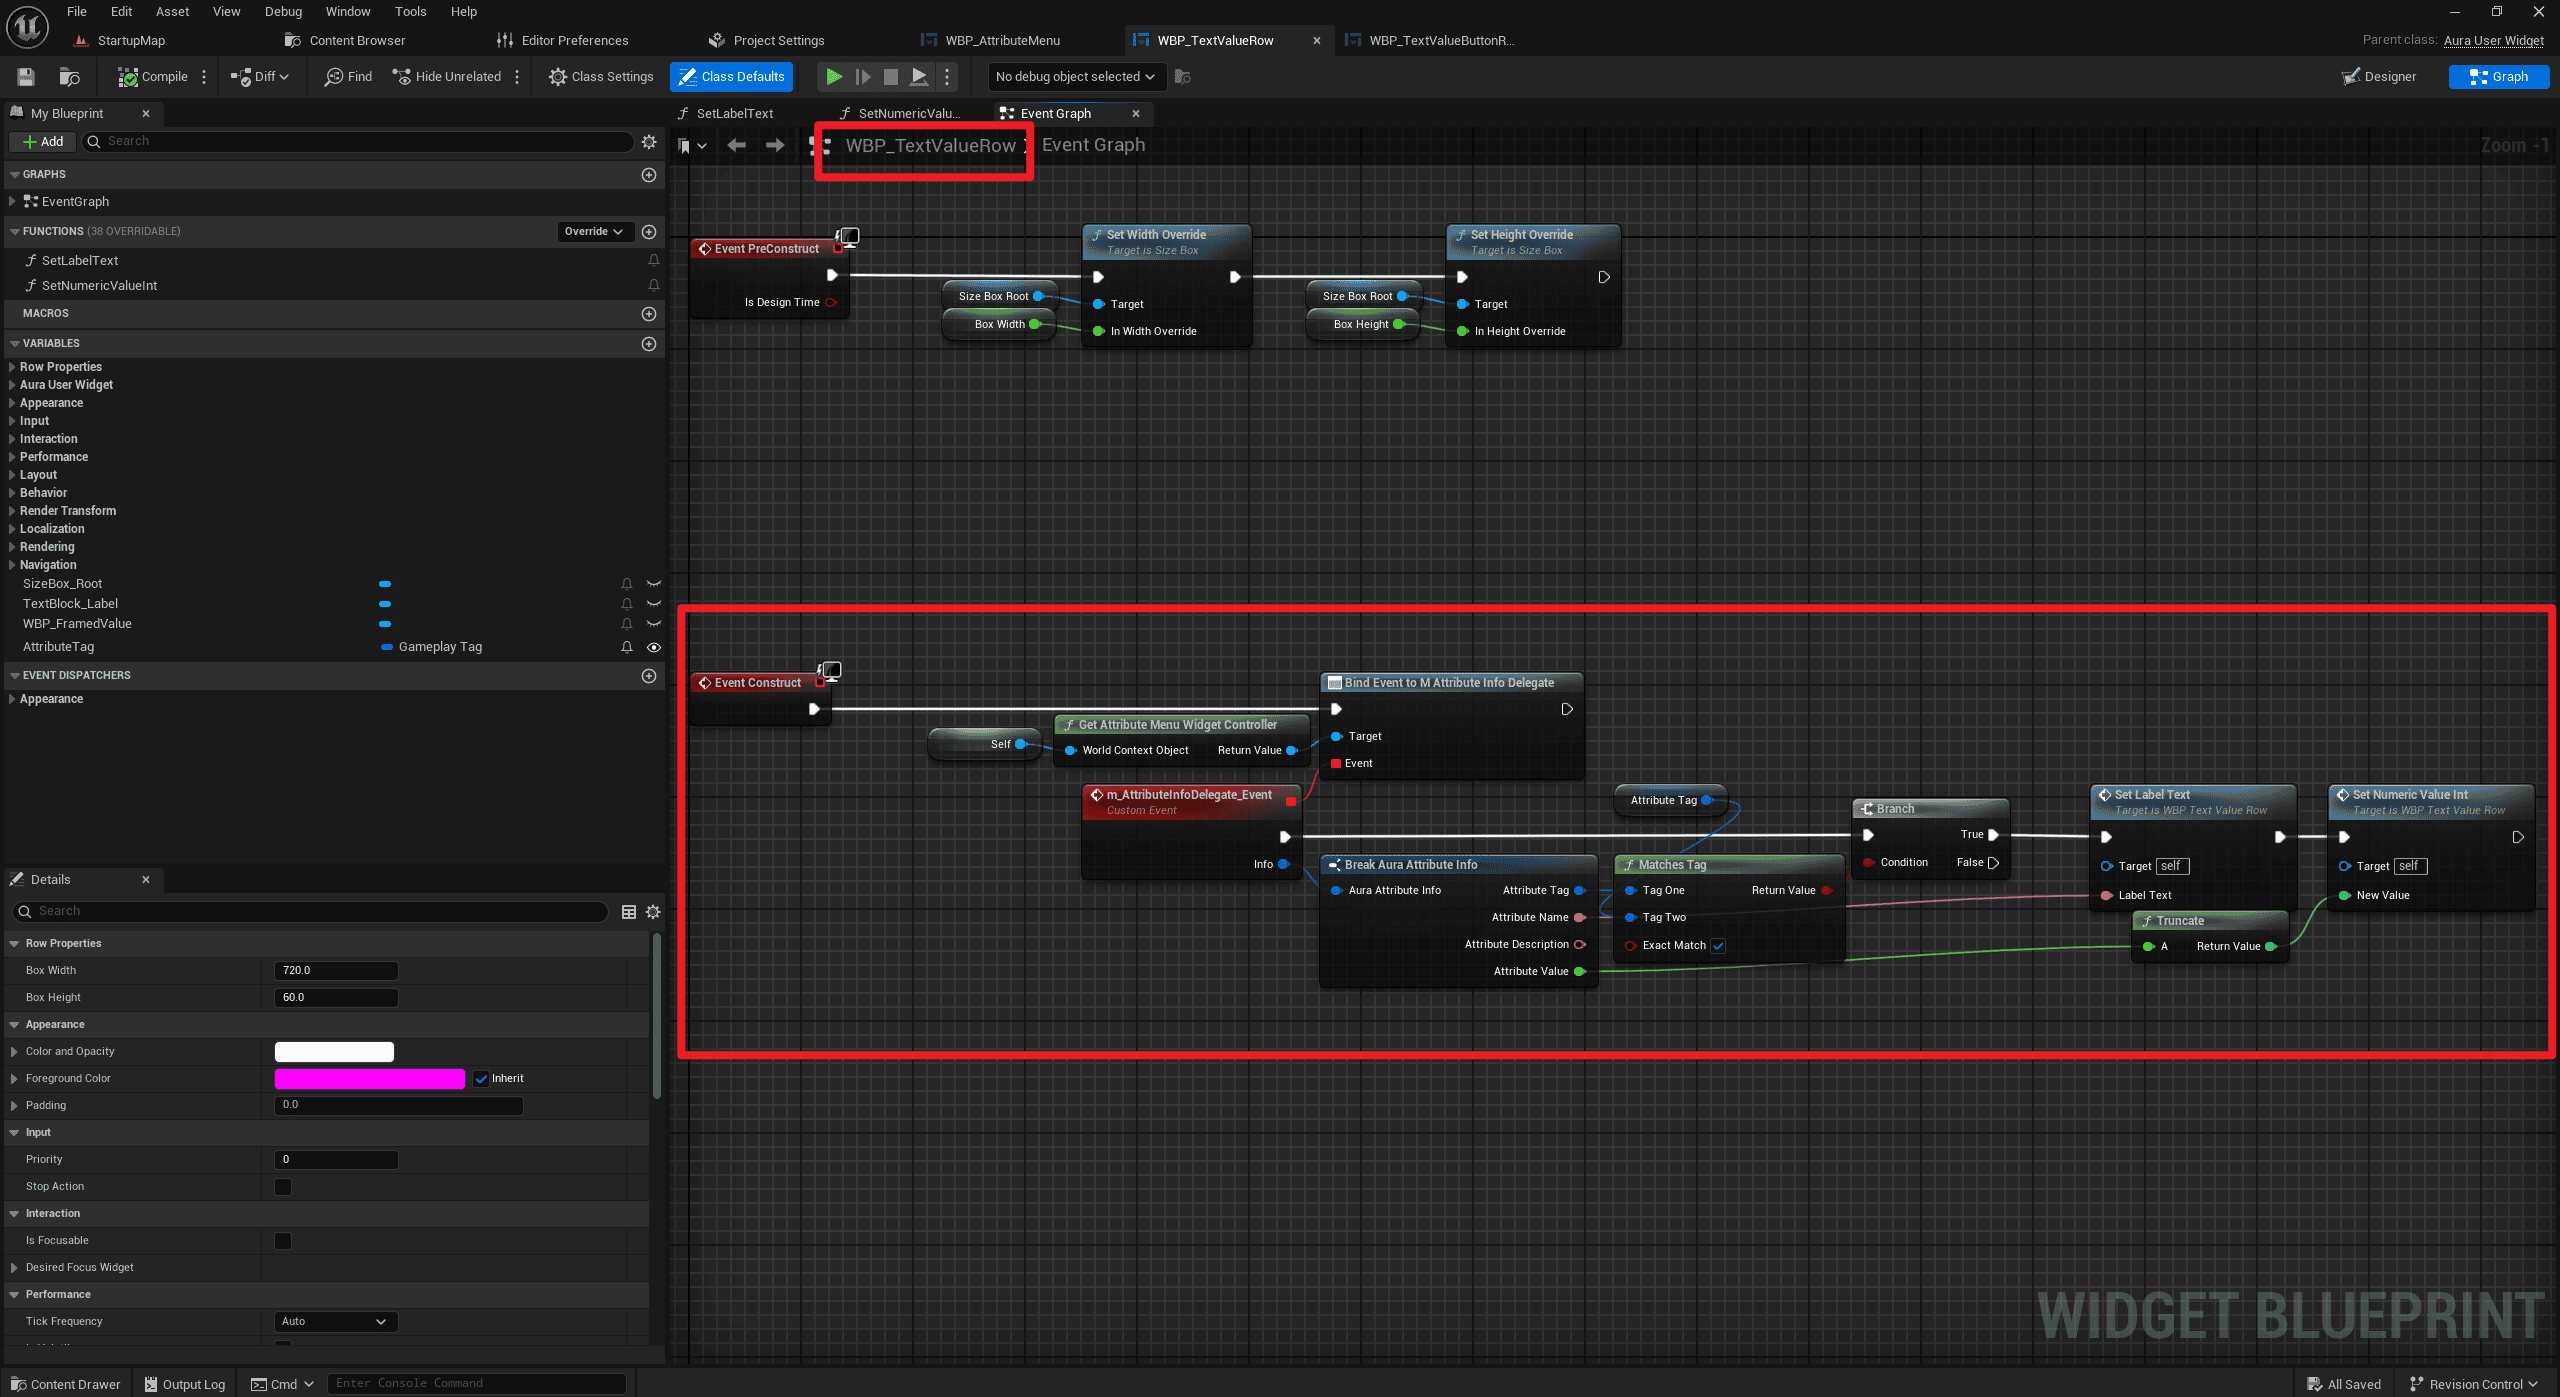 File Edit Asset View Debug Window Tools Help
StartupMap Content Browser Editor Preferences Project Settings WBP_AttributeMenu WBP_TextValueRow WBP_TextValueButtonR... Parent class: Aura User Widget
Compile Diff Find Hide Unrelated Class Settings Class Defaults No debug object selected Designer Graph
My Blueprint
SetLabelText SetNumericValu... Event Graph
Add Search
WBP_TextValueRow Event Graph Zoom -1
GRAPHS
EventGraph
FUNCTIONS (38 OVERRIDABLE) Override
SetLabelText
SetNumericValueInt
MACROS
VARIABLES
Row Properties
Aura User Widget
Appearance
Input
Interaction
Performance
Layout
Behavior
Render Transform
Localization
Rendering
Navigation
SizeBox_Root
TextBlock_Label
WBP_FramedValue
AttributeTag Gameplay Tag
EVENT DISPATCHERS
Appearance
Event PreConstruct
Is Design Time
Size Box Root
Box Width
Set Width Override
Target is Size Box
Target
In Width Override
Size Box Root
Box Height
Set Height Override
Target is Size Box
Target
In Height Override
Event Construct
Self
Get Attribute Menu Widget Controller
World Context Object Return Value
Bind Event to M Attribute Info Delegate
Target
Event
m_AttributeInfoDelegate_Event
Custom Event
Info
Break Aura Attribute Info
Aura Attribute Info Attribute Tag
Attribute Name
Attribute Description
Attribute Value
Attribute Tag
Matches Tag
Tag One Return Value
Tag Two
Exact Match
Branch
True
Condition False
Set Label Text
Target is WBP Text Value Row
Target self
Label Text
Truncate
A Return Value
Set Numeric Value Int
Target is WBP Text Value Row
Target self
New Value
WIDGET BLUEPRINT
Details
Search
Row Properties
Box Width 720.0
Box Height 60.0
Appearance
Color and Opacity
Foreground Color Inherit
Padding 0.0
Input
Priority 0
Stop Action
Interaction
Is Focusable
Desired Focus Widget
Performance
Tick Frequency Auto
Content Drawer Output Log Cmd Enter Console Command All Saved Revision Control